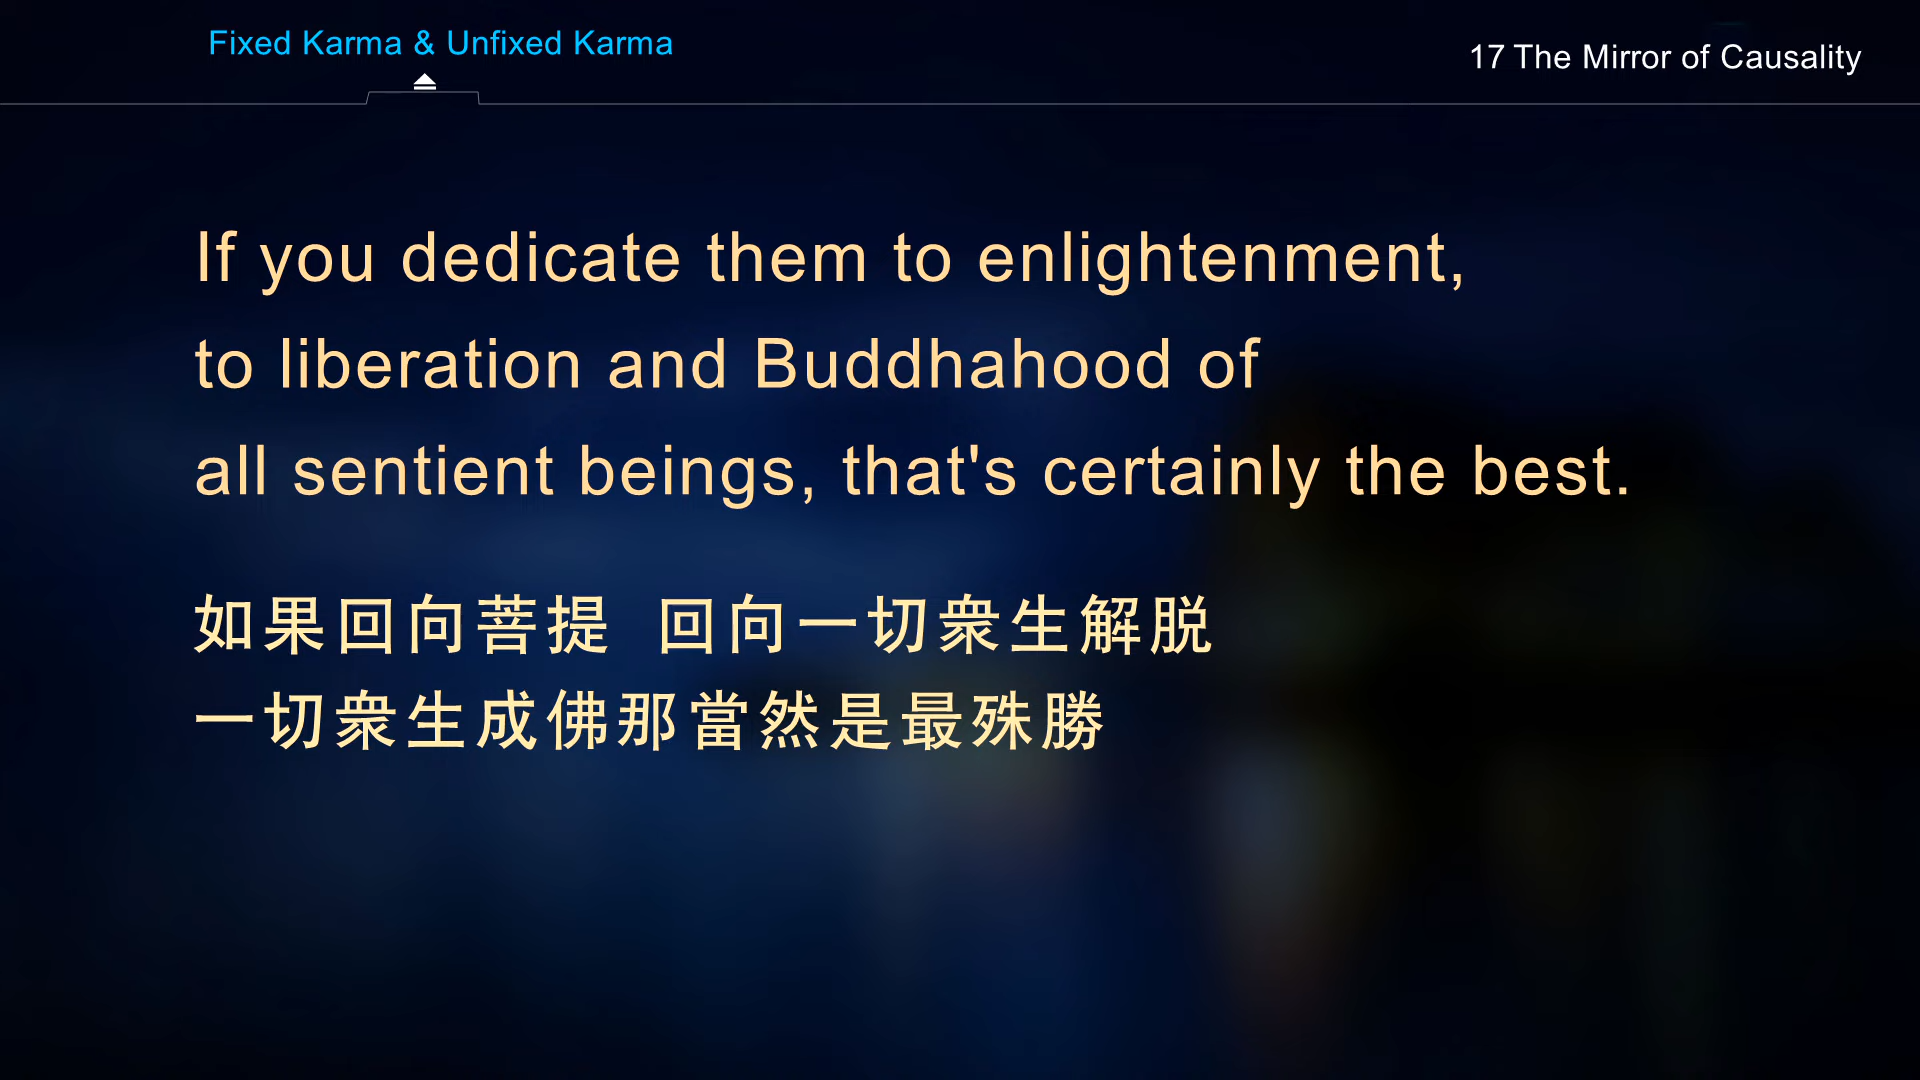 Fixed Karma & Unfixed Karma
17 The Mirror of Causality
If you dedicate them to enlightenment,
to liberation and Buddhahood of
all sentient beings, that's certainly the best.
如果回向菩提 回向一切衆生解脱
一切衆生成佛那當然是最殊勝